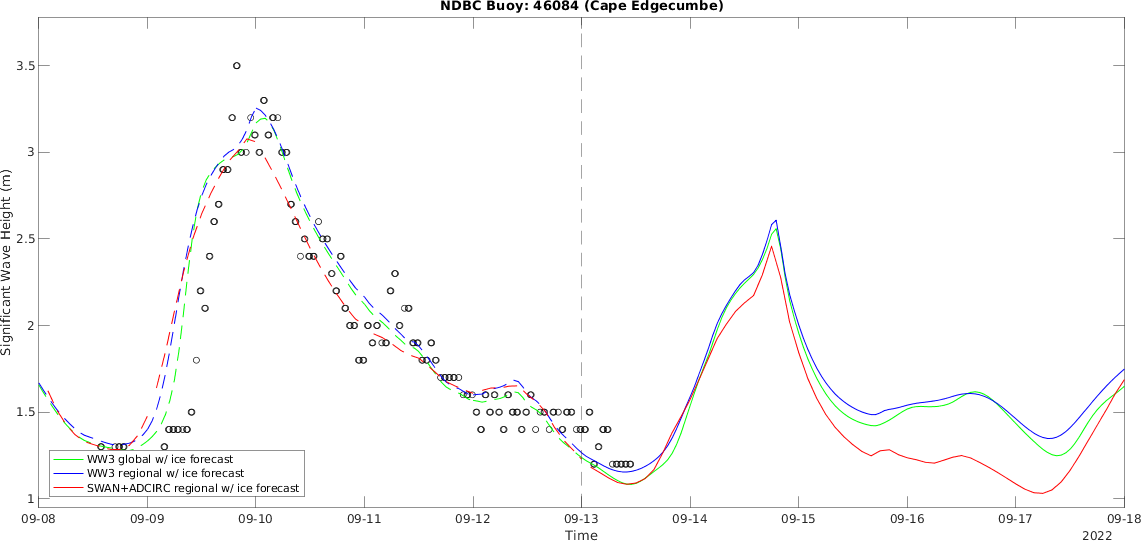 NDBC Buoy: 46084 (Cape Edgecumbe)
Significant Wave Height (m)
3.5
3
2.5
2
1.5
1
WW3 global w/ ice forecast
WW3 regional w/ ice forecast
SWAN+ADCIRC regional w/ ice forecast
09-08 09-09 09-10 09-11 09-12 09-13 09-14 09-15 09-16 09-17 09-18
Time
2022